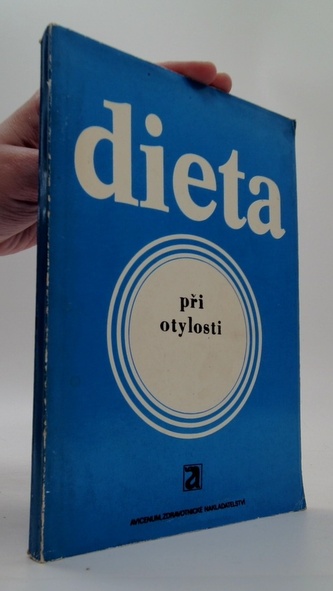 dieta
při
otylosti
a
AVICENUM, ZDRAVOTNICKÉ NAKLADATELSTVÍ